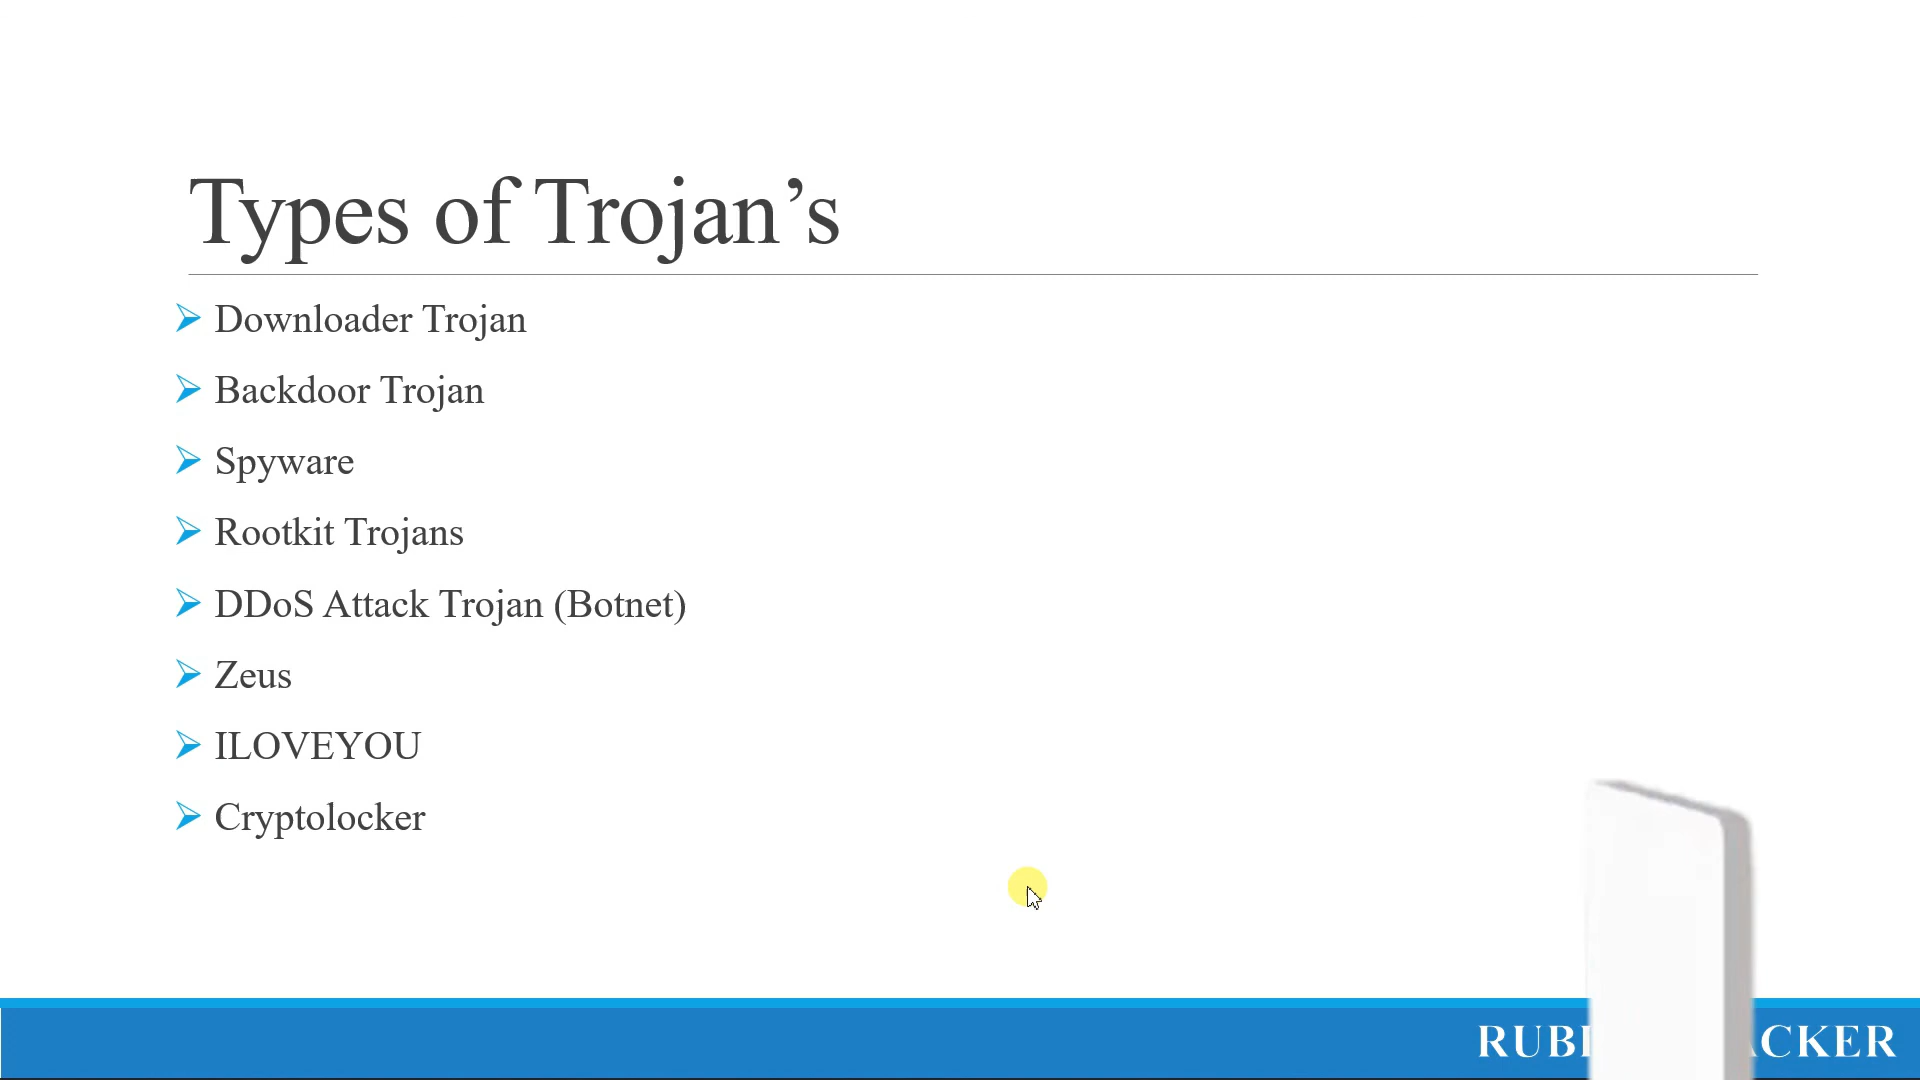 Types of Trojan’s
Downloader Trojan
Backdoor Trojan
Spyware
Rootkit Trojans
DDoS Attack Trojan (Botnet)
Zeus
ILOVEYOU
Cryptolocker